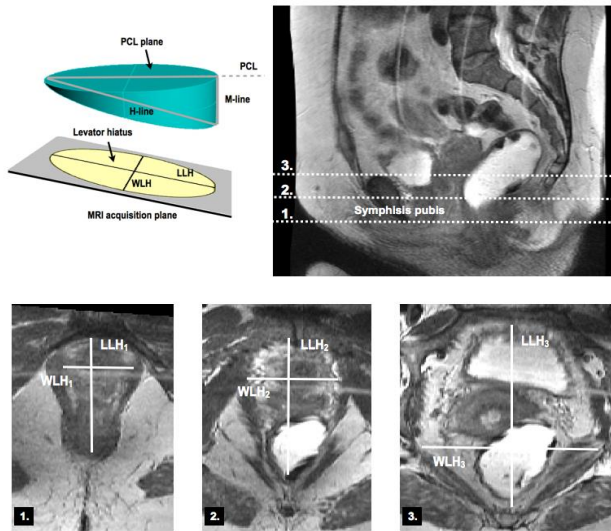 PCL plane
PCL
M-line
H-line
Levator hiatus
LLH
WLH
MRI acquisition plane
3.
2.
Symphisis pubis
1.
LLH1
WLH1
1.
LLH2
WLH2
2.
LLH3
WLH3
3.